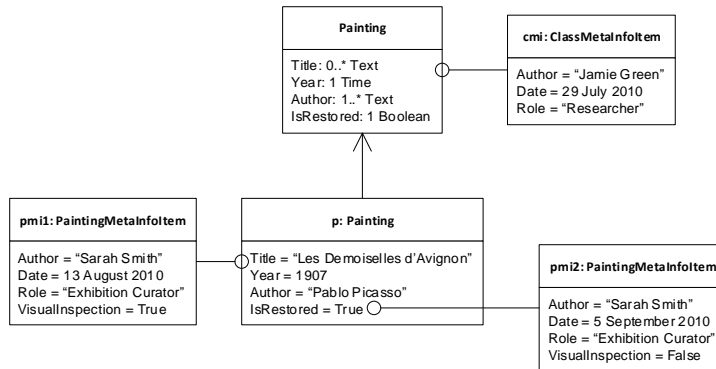 Painting
Title: 0..* Text
Year: 1 Time
Author: 1..* Text
IsRestored: 1 Boolean
cmi: ClassMetaInfoItem
Author = “Jamie Green”
Date = 29 July 2010
Role = “Researcher”
pmi1: PaintingMetaInfoItem
Author = “Sarah Smith”
Date = 13 August 2010
Role = “Exhibition Curator”
VisualInspection = True
p: Painting
Title = “Les Demoiselles d’Avignon”
Year = 1907
Author = “Pablo Picasso”
IsRestored = True
pmi2: PaintingMetaInfoItem
Author = “Sarah Smith”
Date = 5 September 2010
Role = “Exhibition Curator”
VisualInspection = False